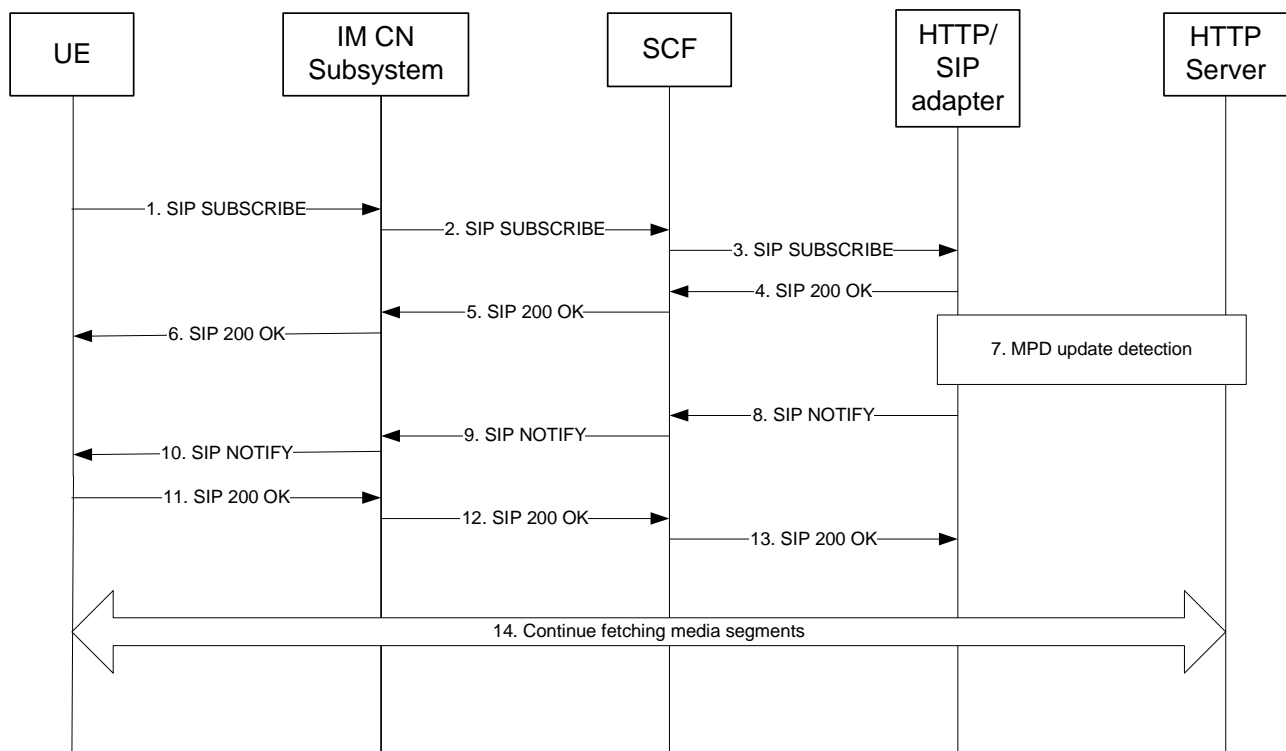 UE
IM CN
Subsystem
SCF
HTTP/
SIP
adapter
HTTP
Server
1. SIP SUBSCRIBE
2. SIP SUBSCRIBE
3. SIP SUBSCRIBE
4. SIP 200 OK
5. SIP 200 OK
6. SIP 200 OK
7. MPD update detection
8. SIP NOTIFY
9. SIP NOTIFY
10. SIP NOTIFY
11. SIP 200 OK
12. SIP 200 OK
13. SIP 200 OK
14. Continue fetching media segments